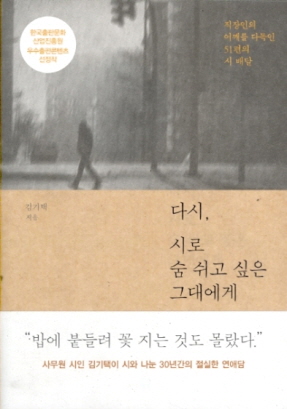 한국출판문화
산업진흥원
우수출판콘텐츠
선정작
직장인의
어깨를 다독인
51편의
시 배달
김기택
지음
다시,
시로
숨 쉬고 싶은
그대에게
“밥에 붙들려 꽃 지는 것도 몰랐다.”
사무원 시인 김기택이 시와 나눈 30년간의 절실한 연애담